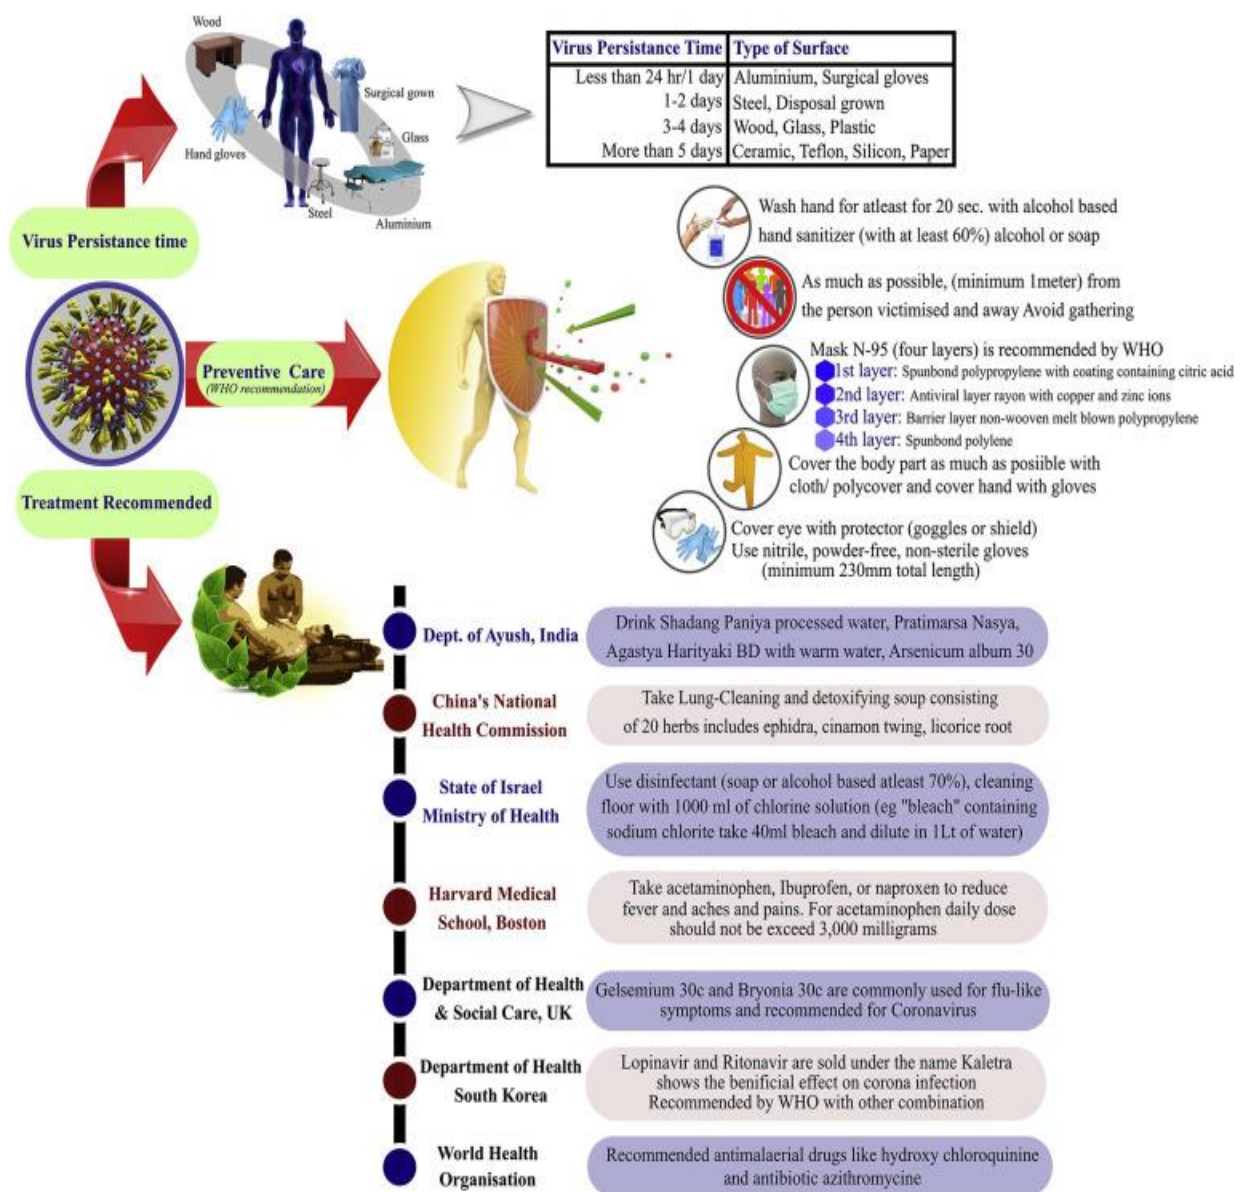 Wood
Surgical gown
Glass
Hand gloves
Steel
Aluminium
Virus Persistance Time Type of Surface
Less than 24 hr/1 day Aluminium, Surgical gloves
1-2 days Steel, Disposal grown
3-4 days Wood, Glass, Plastic
More than 5 days Ceramic, Teflon, Silicon, Paper
Virus Persistance time
Wash hand for atleast for 20 sec. with alcohol based
hand sanitizer (with at least 60%) alcohol or soap
As much as possible, (minimum 1meter) from
the person victimised and away Avoid gathering
Preventive Care
(WHO recommendation)
Mask N-95 (four layers) is recommended by WHO
1st layer: Spunbond polypropylene with coating containing citric acid
2nd layer: Antiviral layer rayon with copper and zinc ions
3rd layer: Barrier layer non-wooven melt blown polypropylene
4th layer: Spunbond polylene
Cover the body part as much as posiible with
cloth/ polycover and cover hand with gloves
Cover eye with protector (goggles or shield)
Use nitrile, powder-free, non-sterile gloves
(minimum 230mm total length)
Treatment Recommended
Dept. of Ayush, India
Drink Shadang Paniya processed water, Pratimarsa Nasya,
Agastya Harityaki BD with warm water, Arsenicum album 30
China's National
Health Commission
Take Lung-Cleaning and detoxifying soup consisting
of 20 herbs includes ephidra, cinamon twing, licorice root
State of Israel
Ministry of Health
Use disinfectant (soap or alcohol based atleast 70%), cleaning
floor with 1000 ml of chlorine solution (eg "bleach" containing
sodium chlorite take 40ml bleach and dilute in 1Lt of water)
Harvard Medical
School, Boston
Take acetaminophen, Ibuprofen, or naproxen to reduce
fever and aches and pains. For acetaminophen daily dose
should not be exceed 3,000 milligrams
Department of Health
& Social Care, UK
Gelsemium 30c and Bryonia 30c are commonly used for flu-like
symptoms and recommended for Coronavirus
Department of Health
South Korea
Lopinavir and Ritonavir are sold under the name Kaletra
shows the benificial effect on corona infection
Recommended by WHO with other combination
World Health
Organisation
Recommended antimalaerial drugs like hydroxy chloroquinine
and antibiotic azithromycine